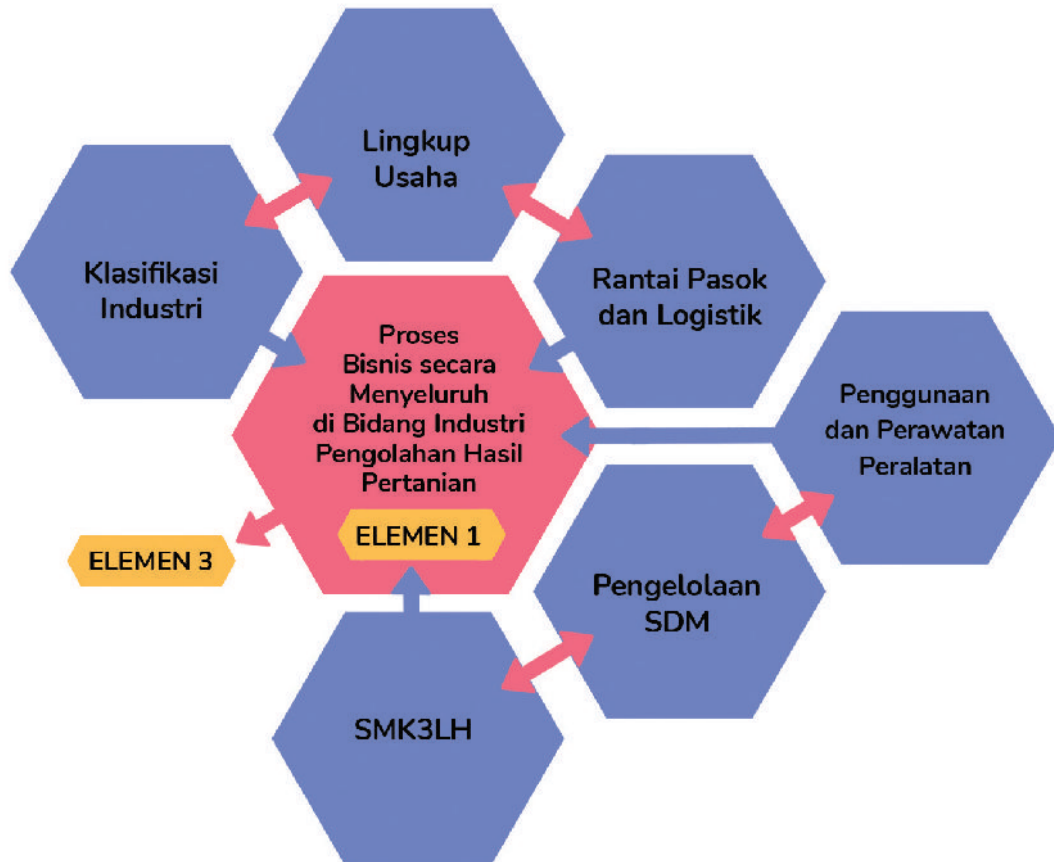 Lingkup
Usaha
Klasifikasi
Industri
Rantai Pasok
dan Logistik
Proses
Bisnis secara
Menyeluruh
di Bidang Industri
Pengolahan Hasil
Pertanian
ELEMEN 1
Penggunaan
dan Perawatan
Peralatan
ELEMEN 3
Pengelolaan
SDM
SMK3LH